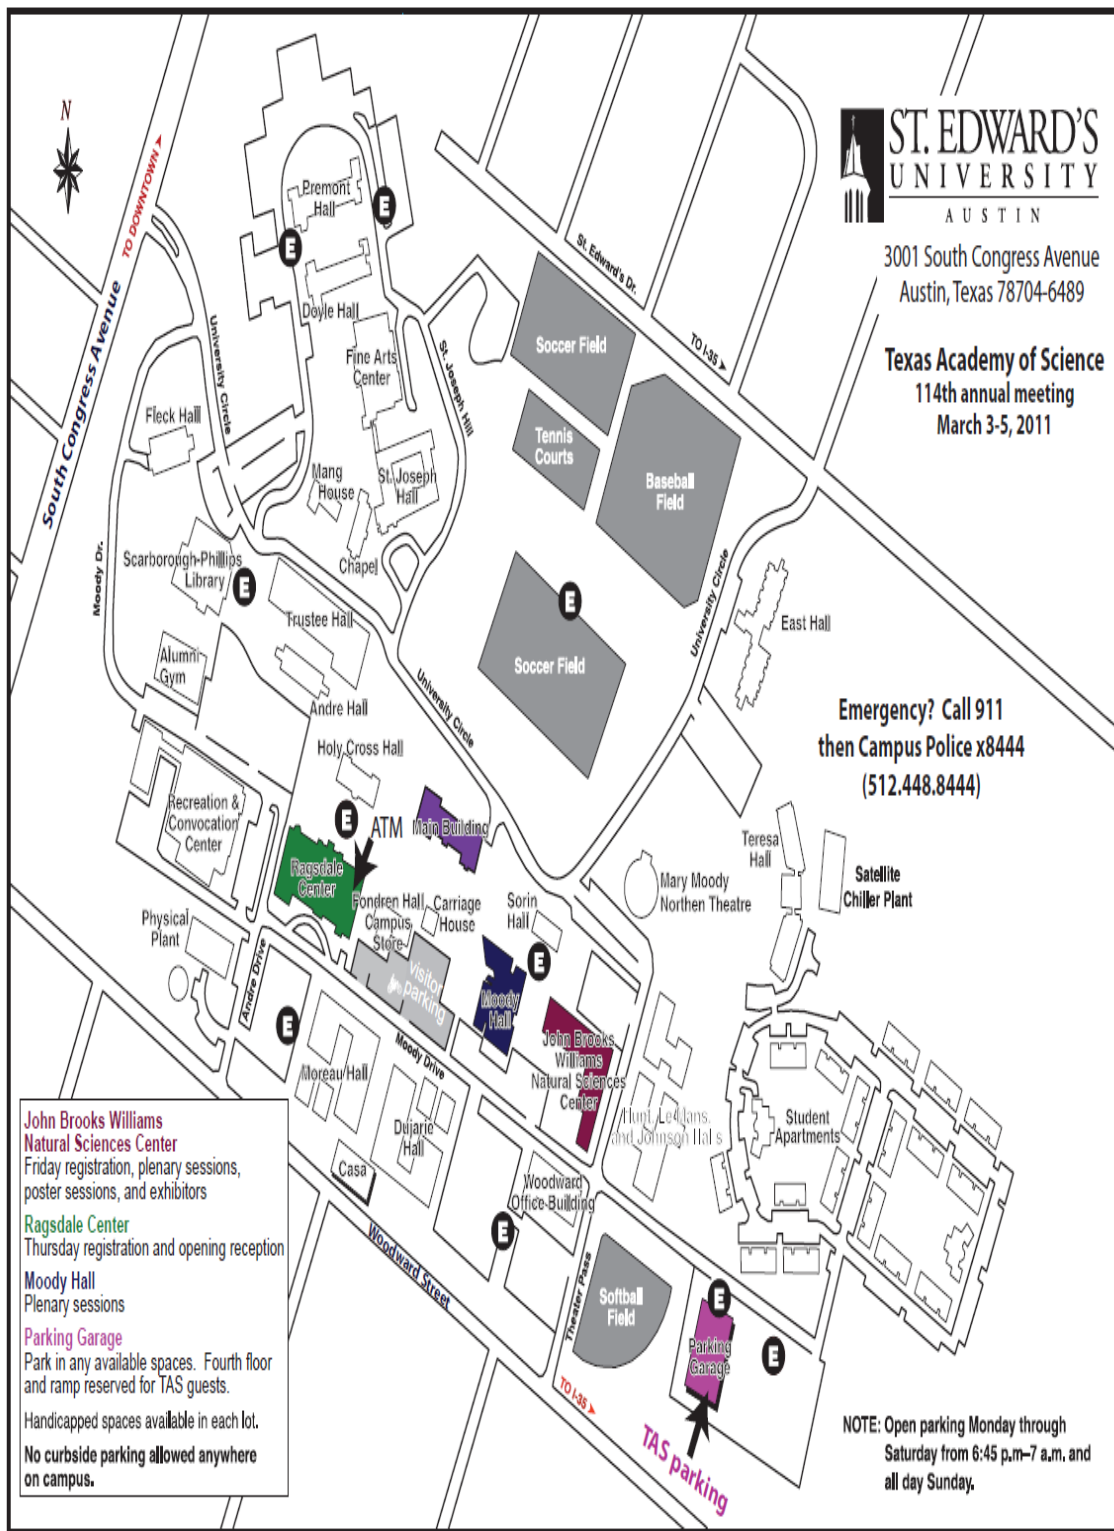 N
TO DOWNTOWN
South Congress Avenue
ST. EDWARD'S
UNIVERSITY
AUSTIN
3001 South Congress Avenue
Austin, Texas 78704-6489
Texas Academy of Science
114th annual meeting
March 3-5, 2011
Premont
Hall
E
E
Doyle Hall
Fine Arts
Center
St. Joseph Hill
University Circle
St. Edward's Dr.
TO I-35
Soccer Field
Tennis
Courts
Baseball
Field
Fleck Hall
Mang
House
St. Joseph
Hall
Chapel
Moody Dr.
Scarborough-Phillips
Library
E
Trustee Hall
E
Soccer Field
University Circle
East Hall
Alumni
Gym
Andre Hall
University Circle
Holy Cross Hall
Emergency? Call 911
then Campus Police x8444
(512.448.8444)
Recreation &
Convocation
Center
E
ATM
Main Building
Ragsdale
Center
Teresa
Hall
Satellite
Chiller Plant
Mary Moody
Northen Theatre
Fondren Hall
Campus
Store
Carriage
House
Sorin
Hall
Physical
Plant
visitor
parking
E
Moody
Hall
Andre Drive
E
Moody Drive
John Brooks
Williams
Natural Sciences
Center
Moreau Hall
Dujarie
Hall
Hunt, LeMans,
and Johnson Halls
Student
Apartments
Casa
Woodward
Office Building
E
Woodward Street
Theater Pass
Softball
Field
E
E
Parking
Garage
TO I-35
TAS parking
John Brooks Williams
Natural Sciences Center
Friday registration, plenary sessions,
poster sessions, and exhibitors
Ragsdale Center
Thursday registration and opening reception
Moody Hall
Plenary sessions
Parking Garage
Park in any available spaces. Fourth floor
and ramp reserved for TAS guests.
Handicapped spaces available in each lot.
No curbside parking allowed anywhere
on campus.
NOTE: Open parking Monday through
Saturday from 6:45 p.m–7 a.m. and
all day Sunday.